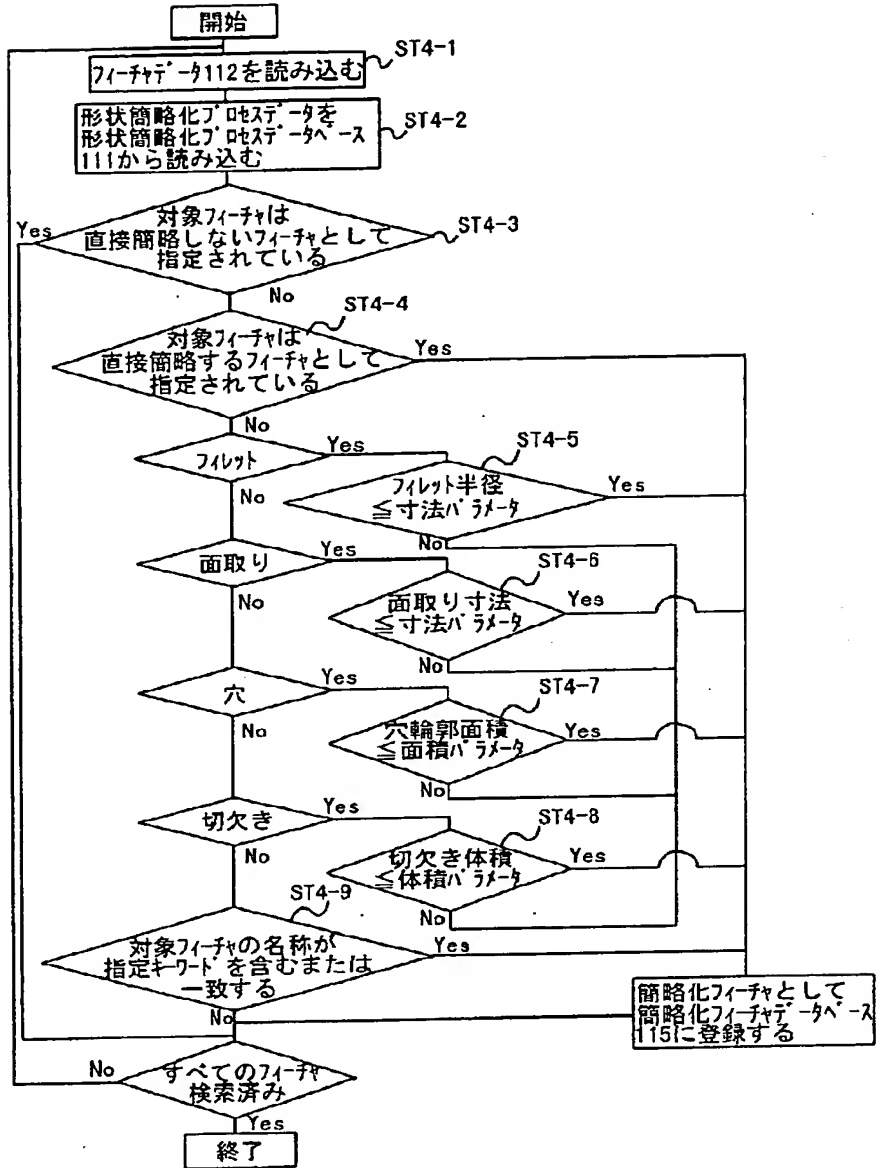 開始
ST4-1
フィーチャデータ112を読み込む
形状簡略化プロセスデータを
形状簡略化プロセスデータベース
111から読み込む
ST4-2
対象フィーチャは
直接簡略しないフィーチャとして
指定されている
Yes
ST4-3
No
ST4-4
対象フィーチャは
直接簡略するフィーチャとして
指定されている
Yes
No
フィレット
Yes
ST4-5
フィレット半径
≦寸法パラメータ
Yes
No
No
面取り
Yes
ST4-6
面取り寸法
≦寸法パラメータ
Yes
No
No
穴
Yes
ST4-7
穴輪郭面積
≦面積パラメータ
Yes
No
No
切欠き
Yes
ST4-8
切欠き体積
≦体積パラメータ
Yes
No
No
ST4-9
対象フィーチャの名称が
指定キーワードを含むまたは
一致する
Yes
No
簡略化フィーチャとして
簡略化フィーチャデータベース
115に登録する
すべてのフィーチャ
検索済み
No
Yes
終了